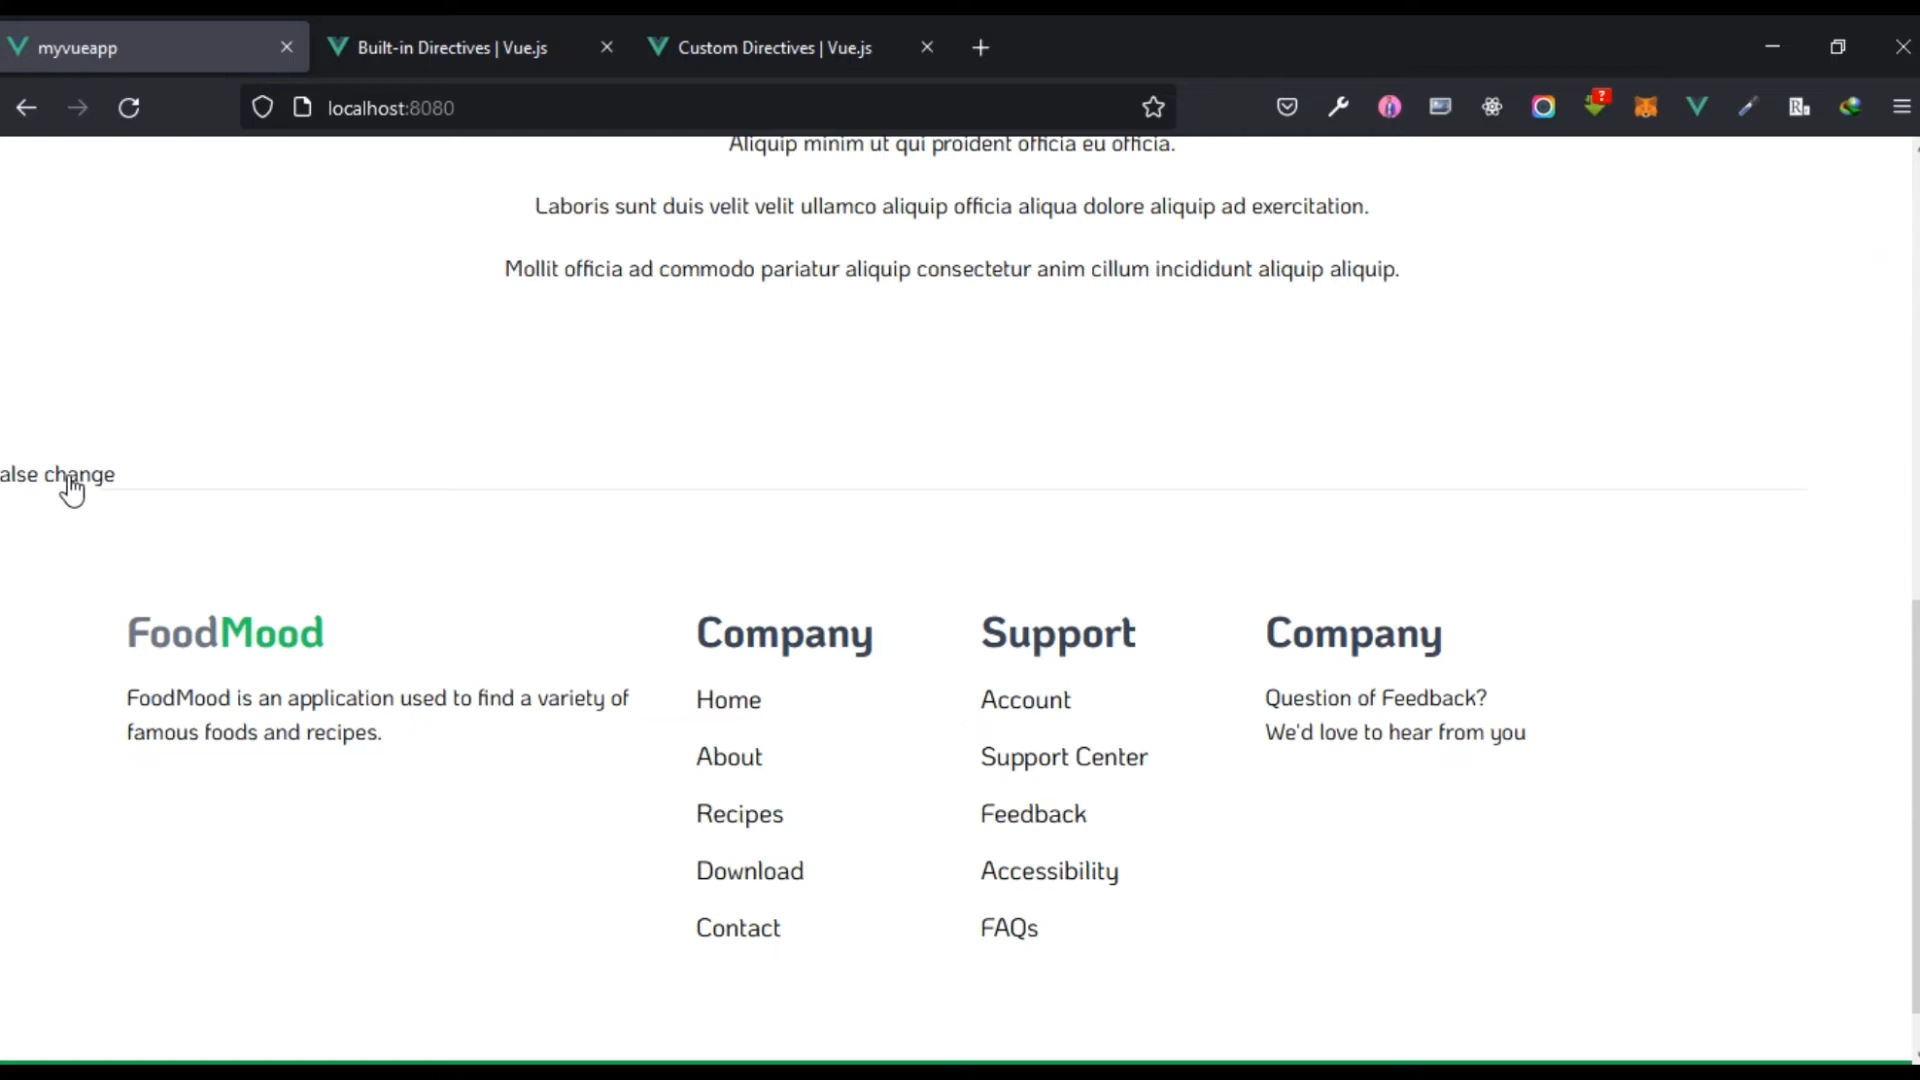 myvueapp
Built-in Directives | Vue.js
Custom Directives | Vue.js
localhost:8080
?
Aliquip minim ut qui proident officia eu officia.
Laboris sunt duis velit velit ullamco aliquip officia aliqua dolore aliquip ad exercitation.
Mollit officia ad commodo pariatur aliquip consectetur anim cillum incididunt aliquip aliquip.
alse change
FoodMood
FoodMood is an application used to find a variety of
famous foods and recipes.
Company
Home
About
Recipes
Download
Contact
Support
Account
Support Center
Feedback
Accessibility
FAQs
Company
Question of Feedback?
We'd love to hear from you